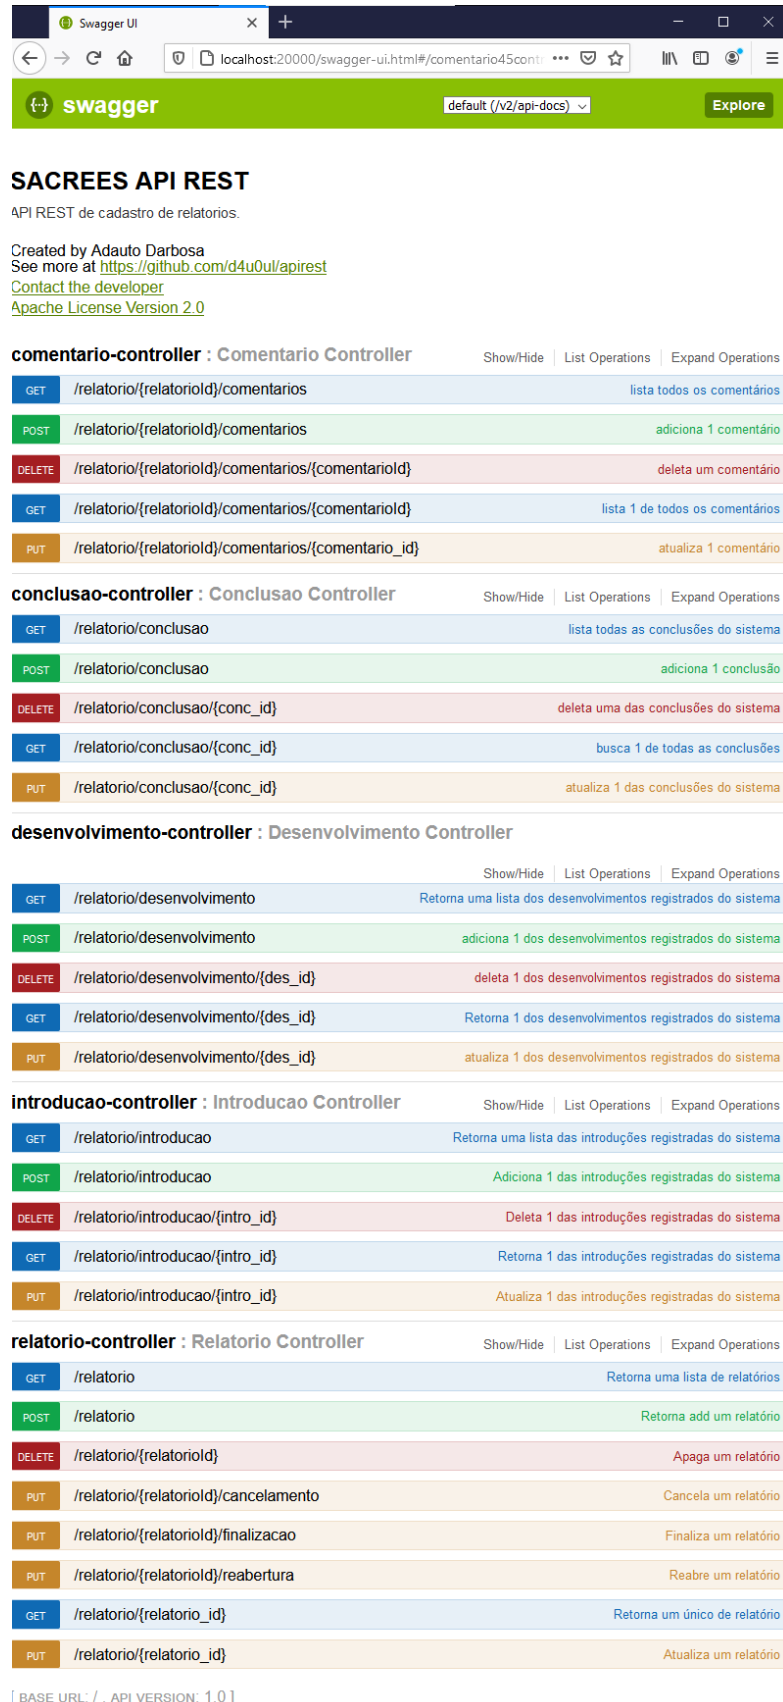 Swagger UI
localhost:20000/swagger-ui.html#/comentario45contr
swagger
default (/v2/api-docs)
Explore
SACREES API REST
API REST de cadastro de relatorios.
Created by Adauto Darbosa
See more at https://github.com/d4u0ul/apirest
Contact the developer
Apache License Version 2.0
comentario-controller : Comentario Controller Show/Hide List Operations Expand Operations
GET /relatorio/{relatorioId}/comentarios lista todos os comentários
POST /relatorio/{relatorioId}/comentarios adiciona 1 comentário
DELETE /relatorio/{relatorioId}/comentarios/{comentarioId} deleta um comentário
GET /relatorio/{relatorioId}/comentarios/{comentarioId} lista 1 de todos os comentários
PUT /relatorio/{relatorioId}/comentarios/{comentario_id} atualiza 1 comentário
conclusao-controller : Conclusao Controller Show/Hide List Operations Expand Operations
GET /relatorio/conclusao lista todas as conclusões do sistema
POST /relatorio/conclusao adiciona 1 conclusão
DELETE /relatorio/conclusao/{conc_id} deleta uma das conclusões do sistema
GET /relatorio/conclusao/{conc_id} busca 1 de todas as conclusões
PUT /relatorio/conclusao/{conc_id} atualiza 1 das conclusões do sistema
desenvolvimento-controller : Desenvolvimento Controller
Show/Hide List Operations Expand Operations
GET /relatorio/desenvolvimento Retorna uma lista dos desenvolvimentos registrados do sistema
POST /relatorio/desenvolvimento adiciona 1 dos desenvolvimentos registrados do sistema
DELETE /relatorio/desenvolvimento/{des_id} deleta 1 dos desenvolvimentos registrados do sistema
GET /relatorio/desenvolvimento/{des_id} Retorna 1 dos desenvolvimentos registrados do sistema
PUT /relatorio/desenvolvimento/{des_id} atualiza 1 dos desenvolvimentos registrados do sistema
introducao-controller : Introducao Controller Show/Hide List Operations Expand Operations
GET /relatorio/introducao Retorna uma lista das introduções registradas do sistema
POST /relatorio/introducao Adiciona 1 das introduções registradas do sistema
DELETE /relatorio/introducao/{intro_id} Deleta 1 das introduções registradas do sistema
GET /relatorio/introducao/{intro_id} Retorna 1 das introduções registradas do sistema
PUT /relatorio/introducao/{intro_id} Atualiza 1 das introduções registradas do sistema
relatorio-controller : Relatorio Controller Show/Hide List Operations Expand Operations
GET /relatorio Retorna uma lista de relatórios
POST /relatorio Retorna add um relatório
DELETE /relatorio/{relatorioId} Apaga um relatório
PUT /relatorio/{relatorioId}/cancelamento Cancela um relatório
PUT /relatorio/{relatorioId}/finalizacao Finaliza um relatório
PUT /relatorio/{relatorioId}/reabertura Reabre um relatório
GET /relatorio/{relatorio_id} Retorna um único de relatório
PUT /relatorio/{relatorio_id} Atualiza um relatório
[ BASE URL: / , API VERSION: 1.0 ]